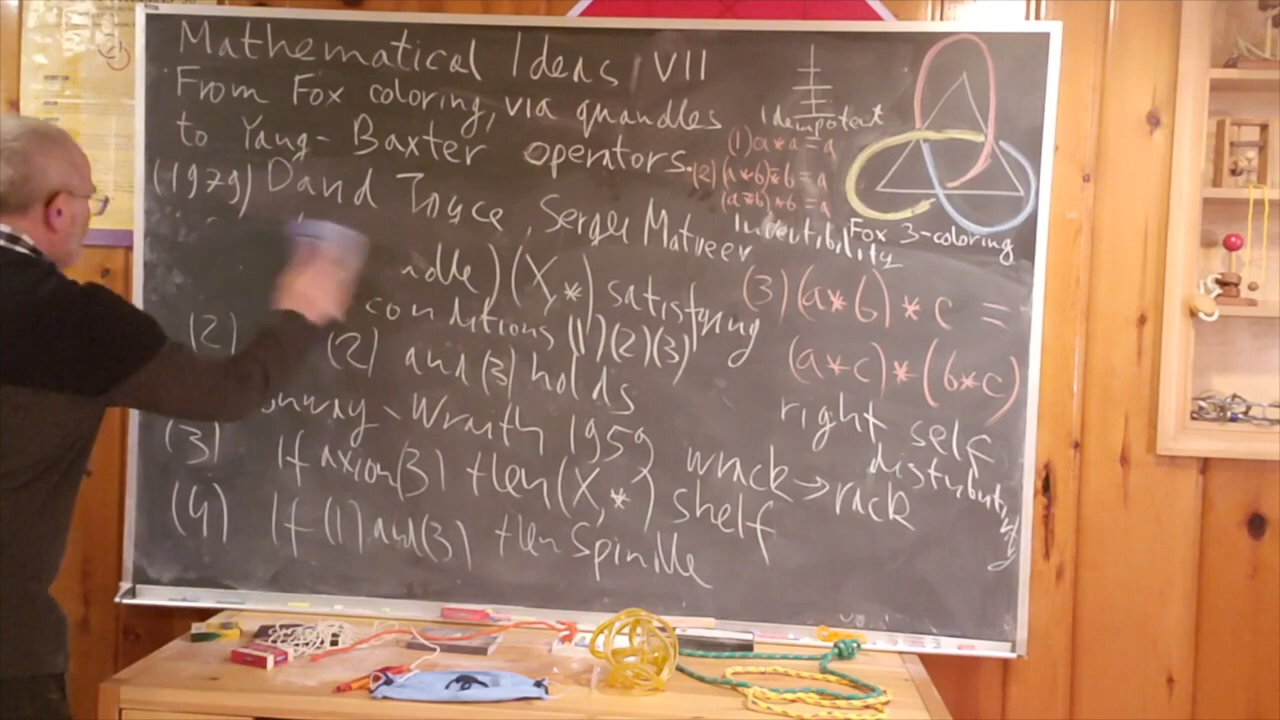 Mathematical Ideas VII
From Fox coloring, via quandles
to Yang-Baxter operators.
(1979) David Joyce, Sergei Matveev
ndle) (X,*) satisfying
conditions (1)(2)(3)
(2) (2) and (3) holds
onway-Wraith 1959 wrack → rack
(3) If axiom(3) then (X,*) shelf
(4) If (1) and (3) then Spindle
Idempotent
(1) a*a=a
(2) (a*b)*̄b=a
(a*̄b)*b=a
Invertibility
Fox 3-coloring
(3) (a*b)*c=
(a*c)*(b*c)
right self
distributivity